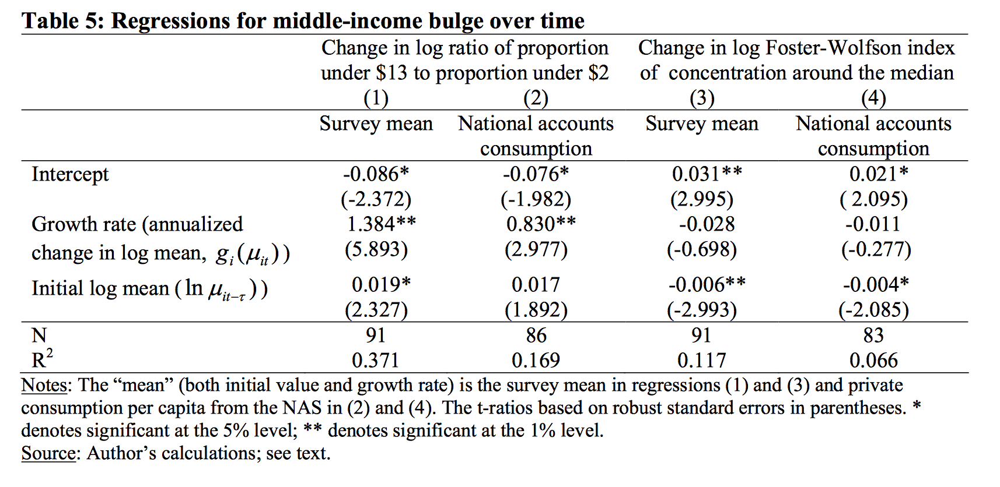 Table 5: Regressions for middle-income bulge over time
Change in log ratio of proportion under $13 to proportion under $2 Change in log Foster-Wolfson index of concentration around the median
(1) (2) (3) (4)
Survey mean National accounts consumption Survey mean National accounts consumption
Intercept -0.086* -0.076* 0.031** 0.021*
(-2.372) (-1.982) (2.995) ( 2.095)
Growth rate (annualized 1.384** 0.830** -0.028 -0.011
change in log mean, g_i(μ_it)) (5.893) (2.977) (-0.698) (-0.277)
Initial log mean (ln μ_it−τ)) 0.019* 0.017 -0.006** -0.004*
(2.327) (1.892) (-2.993) (-2.085)
N 91 86 91 83
R² 0.371 0.169 0.117 0.066
Notes: The “mean” (both initial value and growth rate) is the survey mean in regressions (1) and (3) and private
consumption per capita from the NAS in (2) and (4). The t-ratios based on robust standard errors in parentheses. *
denotes significant at the 5% level; ** denotes significant at the 1% level.
Source: Author’s calculations; see text.